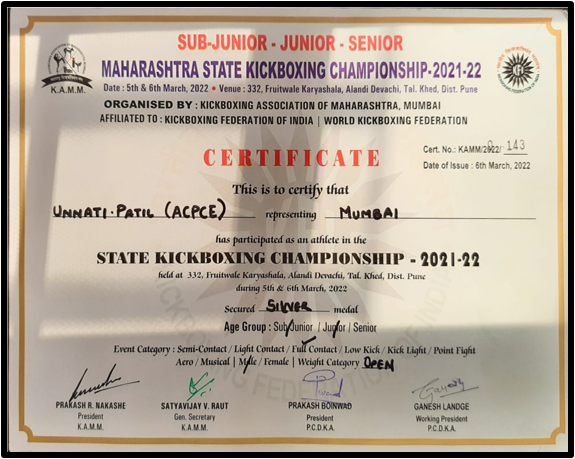 SUB-JUNIOR - JUNIOR - SENIOR
MAHARASHTRA STATE KICKBOXING CHAMPIONSHIP-2021-22
K.A.M.M.
Date : 5th & 6th March, 2022 • Venue : 332, Fruitwale Karyashala, Alandi Devachi, Tal. Khed, Dist. Pune
ORGANISED BY : KICKBOXING ASSOCIATION OF MAHARASHTRA, MUMBAI
AFFILIATED TO : KICKBOXING FEDERATION OF INDIA | WORLD KICKBOXING FEDERATION
CERTIFICATE
Cert. No.: KAMM/2022/ 143
Date of Issue : 6th March, 2022
This is to certify that
UNNATI.PATIL (ACPCE) representing MUMBAI
has participated as an athlete in the
STATE KICKBOXING CHAMPIONSHIP - 2021-22
held at 332, Fruitwale Karyashala, Alandi Devachi, Tal. Khed, Dist. Pune
during 5th & 6th March, 2022
Secured SILVER medal
Age Group : Sub Junior / Junior / Senior
Event Category : Semi-Contact / Light Contact / Full Contact / Low Kick / Kick Light / Point Fight
Aero / Musical | Male / Female | Weight Category OPEN
PRAKASH R. NAKASHE SATYAVIJAY V. RAUT PRAKASH BOINWAD GANESH LANDGE
President Gen. Secretary President Working President
K.A.M.M. K.A.M.M. P.C.D.K.A. P.C.D.K.A.